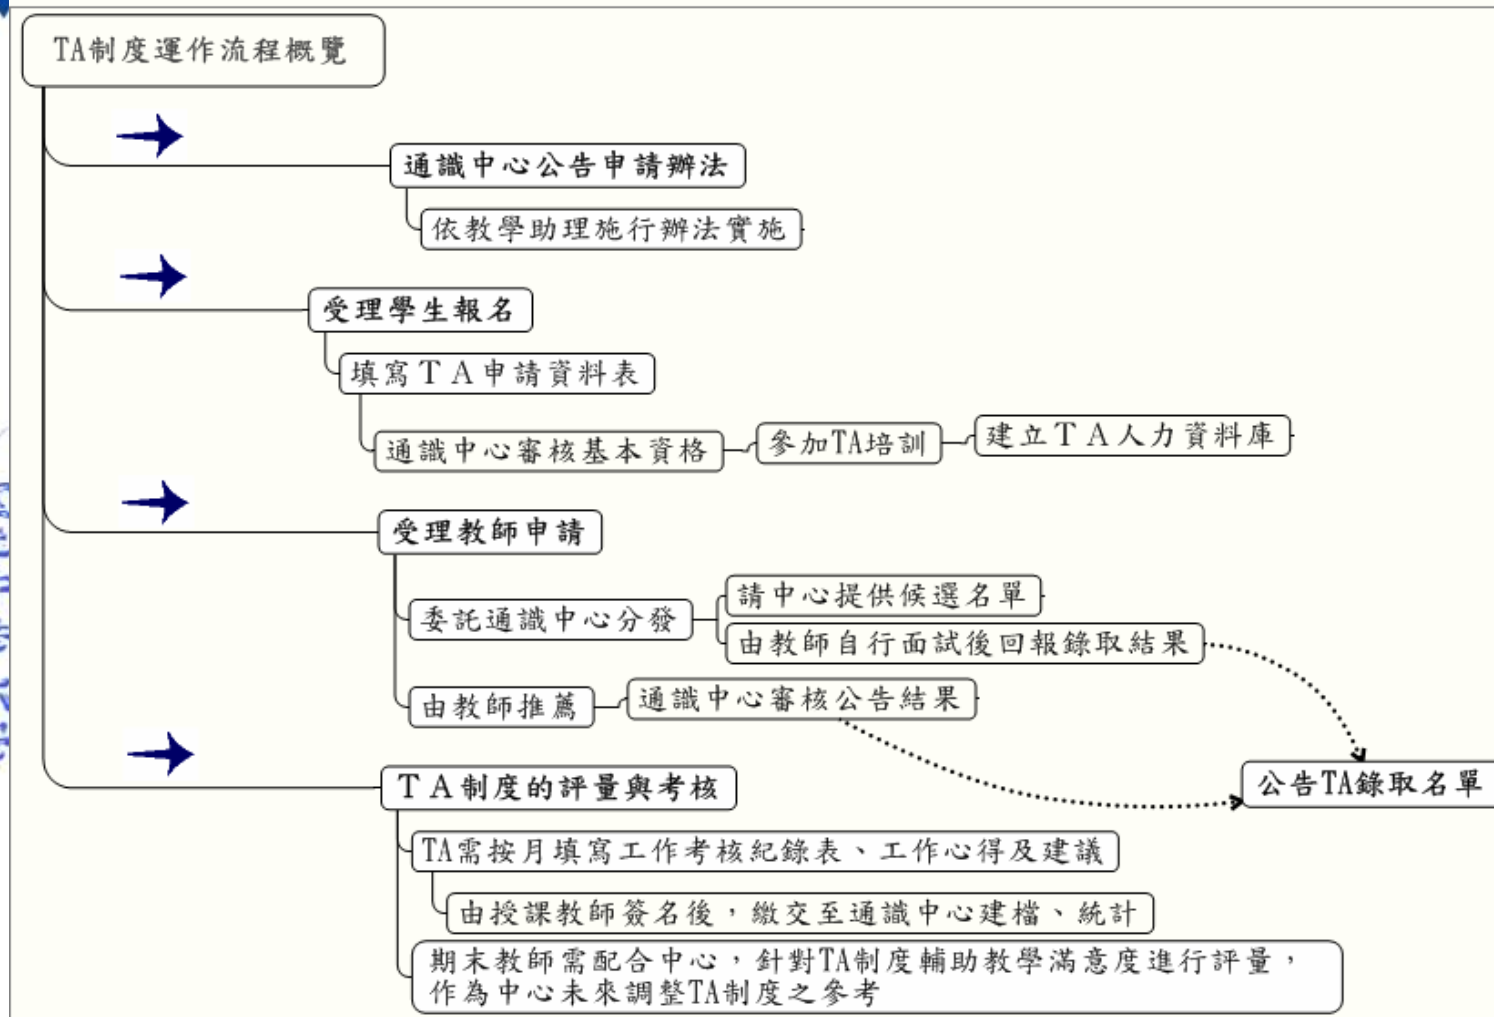 TA制度運作流程概覽
通識中心公告申請辦法
依教學助理施行辦法實施
受理學生報名
填寫ＴＡ申請資料表
通識中心審核基本資格
參加TA培訓
建立ＴＡ人力資料庫
受理教師申請
委託通識中心分發
請中心提供候選名單
由教師自行面試後回報錄取結果
由教師推薦
通識中心審核公告結果
公告TA錄取名單
ＴＡ制度的評量與考核
TA需按月填寫工作考核紀錄表、工作心得及建議
由授課教師簽名後，繳交至通識中心建檔、統計
期末教師需配合中心，針對TA制度輔助教學滿意度進行評量，
作為中心未來調整TA制度之參考